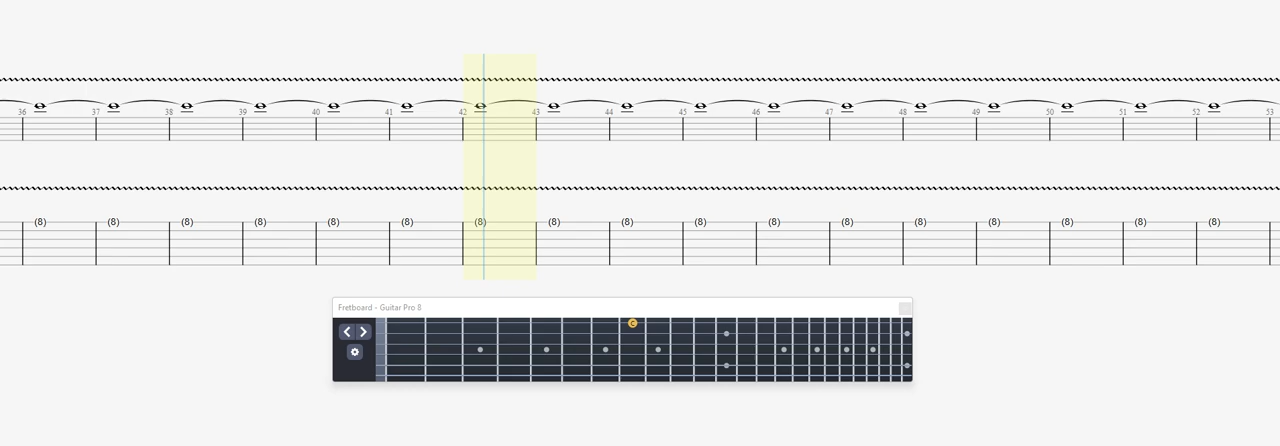 36 37 38 39 40 41 42 43 44 45 46 47 48 49 50 51 52 53
(8) (8) (8) (8) (8) (8) (8) (8) (8) (8) (8) (8) (8) (8) (8) (8) (8)
Fretboard - Guitar Pro 8
C